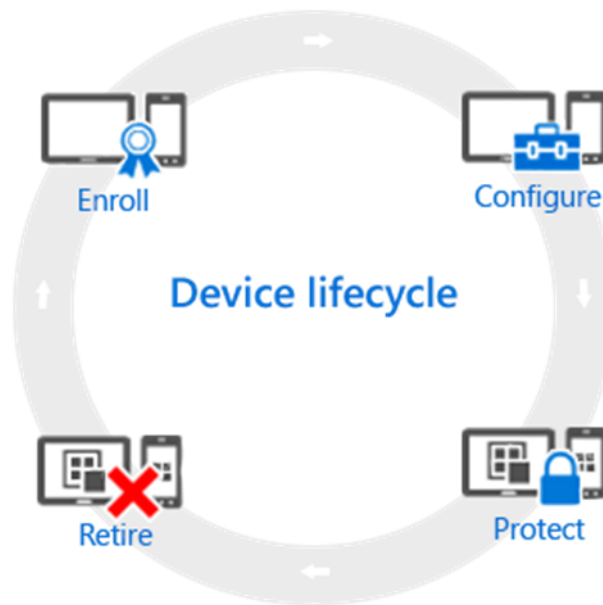 Enroll
Configure
Device lifecycle
Retire
Protect